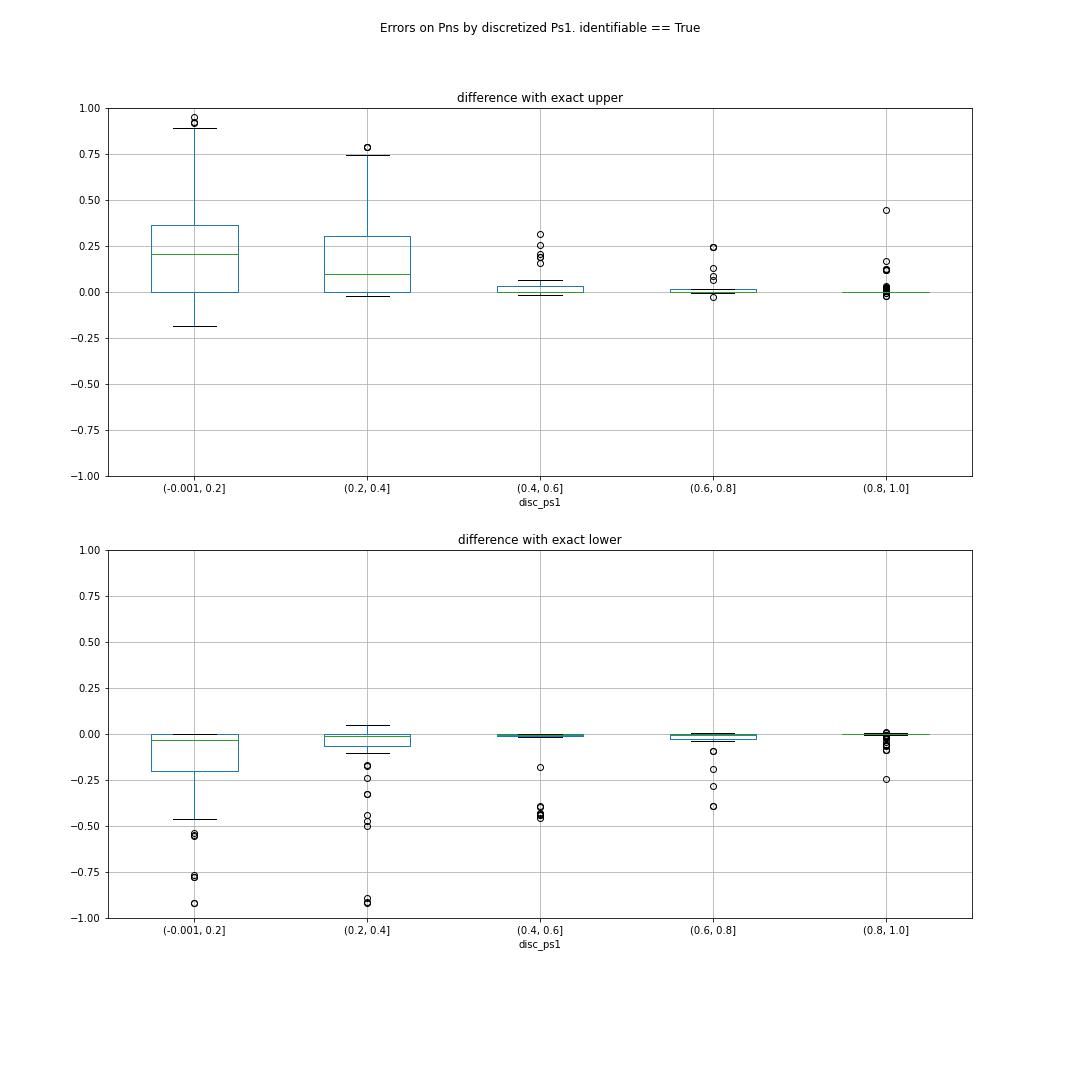 Errors on Pns by discretized Ps1. identifiable == True
difference with exact upper
1.00
0.75
0.50
0.25
0.00
−0.25
−0.50
−0.75
−1.00
(-0.001, 0.2] (0.2, 0.4] (0.4, 0.6] (0.6, 0.8] (0.8, 1.0]
disc_ps1
difference with exact lower
1.00
0.75
0.50
0.25
0.00
−0.25
−0.50
−0.75
−1.00
(-0.001, 0.2] (0.2, 0.4] (0.4, 0.6] (0.6, 0.8] (0.8, 1.0]
disc_ps1